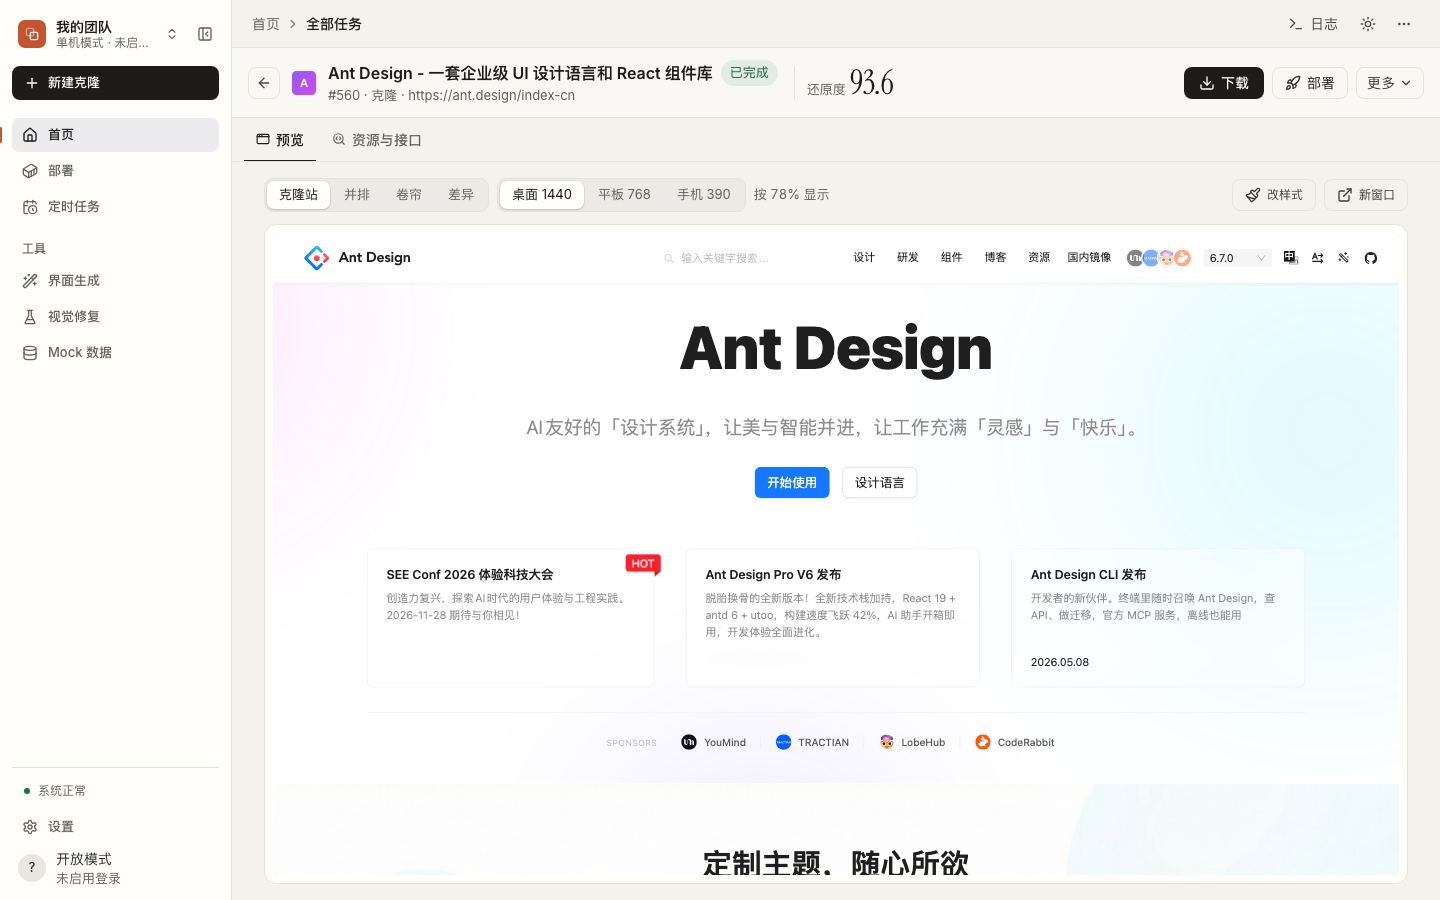 我的团队
单机模式 · 未启...
新建克隆
首页
部署
定时任务
工具
界面生成
视觉修复
Mock 数据
系统正常
设置
?
开放模式
未启用登录
首页 > 全部任务
日志
A
Ant Design - 一套企业级 UI 设计语言和 React 组件库
已完成
#560 · 克隆 · https://ant.design/index-cn
还原度 93.6
下载
部署
更多
预览
资源与接口
克隆站 并排 卷帘 差异
桌面 1440 平板 768 手机 390
按 78% 显示
改样式
新窗口
Ant Design
输入关键字搜索...
设计 研发 组件 博客 资源 国内镜像
6.7.0
Ant Design
AI 友好的「设计系统」，让美与智能并进，让工作充满「灵感」与「快乐」。
开始使用
设计语言
HOT
SEE Conf 2026 体验科技大会
创造力复兴，探索 AI 时代的用户体验与工程实践。
2026-11-28 期待与你相见！
Ant Design Pro V6 发布
脱胎换骨的全新版本！全新技术栈加持，React 19 +
antd 6 + utoo，构建速度飞跃 42%，AI 助手开箱即
用，开发体验全面进化。
Ant Design CLI 发布
开发者的新伙伴。终端里随时召唤 Ant Design，查
API、做迁移，官方 MCP 服务，离线也能用
2026.05.08
SPONSORS
YouMind
TRACTIAN
LobeHub
CodeRabbit
定制主题，随心所欲